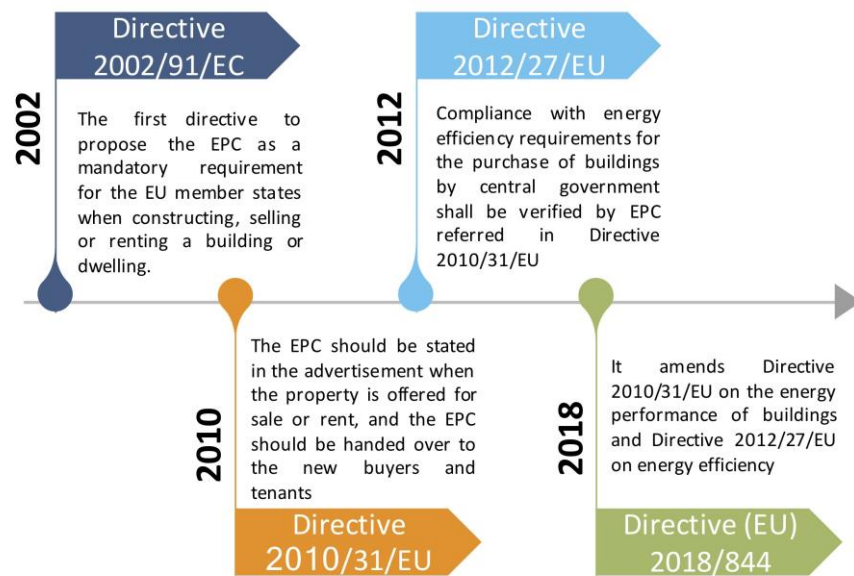 Directive
2002/91/EC
2002
The first directive to
propose the EPC as a
mandatory requirement
for the EU member states
when constructing, selling
or renting a building or
dwelling.
2010
The EPC should be stated
in the advertisement when
the property is offered for
sale or rent, and the EPC
should be handed over to
the new buyers and
tenants
Directive
2010/31/EU
Directive
2012/27/EU
2012
Compliance with energy
efficiency requirements for
the purchase of buildings
by central government
shall be verified by EPC
referred in Directive
2010/31/EU
2018
It amends Directive
2010/31/EU on the energy
performance of buildings
and Directive 2012/27/EU
on energy efficiency
Directive (EU)
2018/844